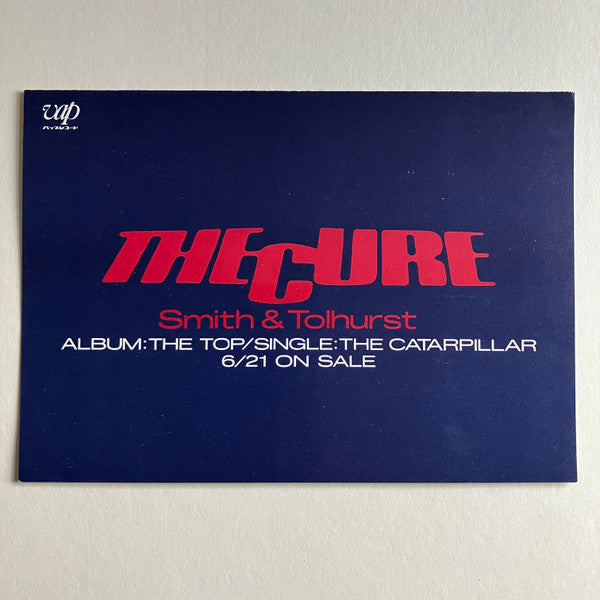 vap
バップレコード
THE CURE
Smith & Tolhurst
ALBUM:THE TOP/SINGLE:THE CATARPILLAR
6/21 ON SALE